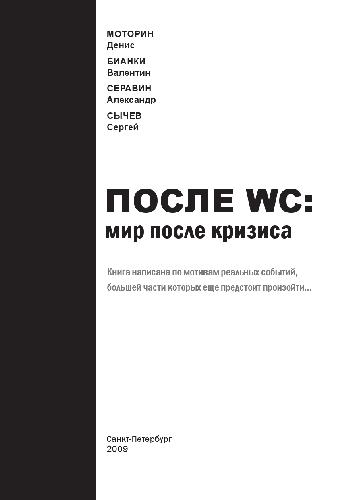 МОТОРИН
Денис
БИАНКИ
Валентин
СЕРАВИН
Александр
СЫЧЕВ
Сергей
ПОСЛЕ WC:
мир после кризиса
Книга написана по мотивам реальных событий,
большей части которых еще предстоит произойти...
Санкт-Петербург
2009